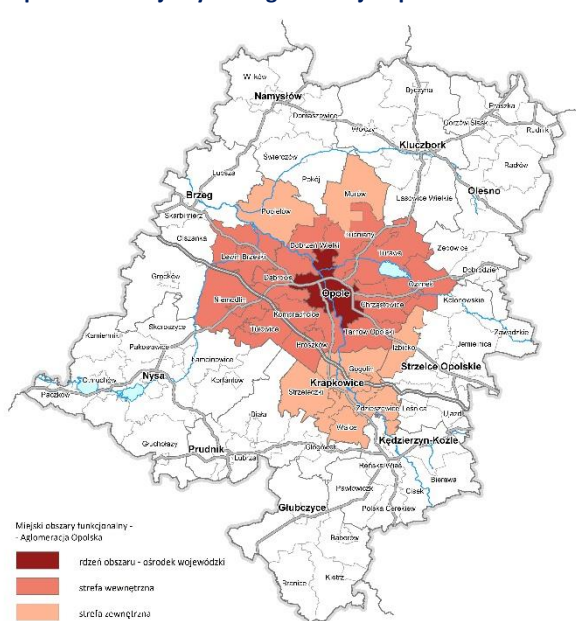 Wilków
Namysłów
Domaszowice
Wołczyn
Byczyna
Praszka
Gorzów Śląski
Rudniki
Kluczbork
Radłów
Świerczów
Pokój
Murów
Lasowice Wielkie
Olesno
Lubsza
Brzeg
Skarbimierz
Popielów
Olszanka
Lewin Brzeski
Dobrzeń Wielki
Łubniany
Turawa
Zębowice
Dobrodzień
Grodków
Dąbrowa
Opole
Ozimek
Chrząstowice
Kolonowskie
Niemodlin
Komprachcice
Zawadzkie
Skoroszyce
Tułowice
Tarnów Opolski
Kamiennik
Pakosławice
Prószków
Izbicko
Jemielnica
Gogolin
Strzelce Opolskie
Łambinowice
Krapkowice
Otmuchów
Nysa
Korfantów
Strzeleczki
Paczków
Zdzieszowice
Leśnica
Ujazd
Biała
Walce
Głuchołazy
Prudnik
Lubrza
Głogówek
Kędzierzyn-Koźle
Reńska Wieś
Bierawa
Pawłowiczki
Cisek
Polska Cerekiew
Głubczyce
Baborów
Kietrz
Branice
Miejski obszary funkcjonalny -
- Aglomeracja Opolska
rdzeń obszaru - ośrodek wojewódzki
strefa wewnętrzna
strefa zewnętrzna